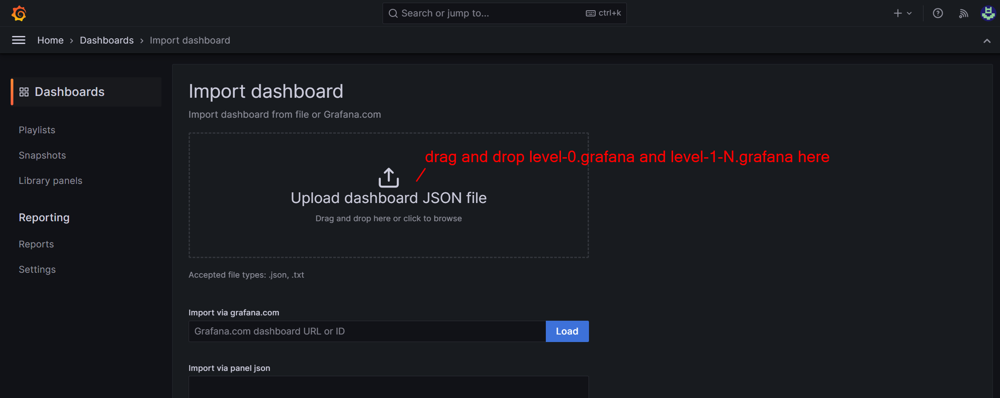 Search or jump to...
ctrl+k
Home
Dashboards
Import dashboard
Dashboards
Playlists
Snapshots
Library panels
Reporting
Reports
Settings
Import dashboard
Import dashboard from file or Grafana.com
drag and drop level-0.grafana and level-1-N.grafana here
Upload dashboard JSON file
Drag and drop here or click to browse
Accepted file types: .json, .txt
Import via grafana.com
Grafana.com dashboard URL or ID
Load
Import via panel json